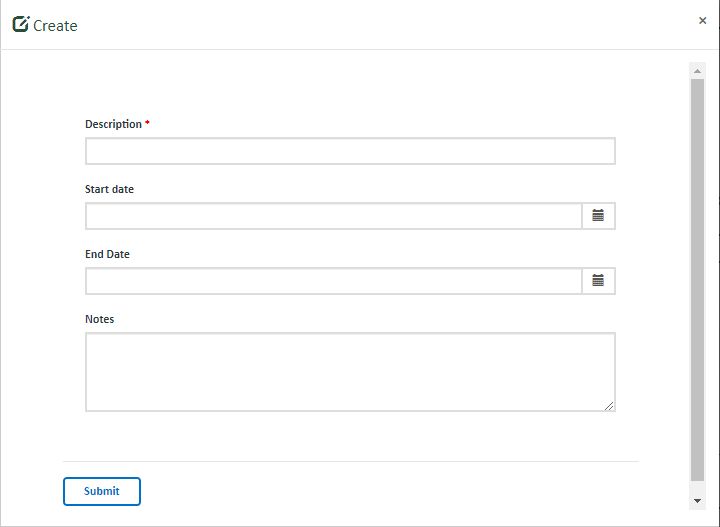 Create
×
Description *
Start date
End Date
Notes
Submit